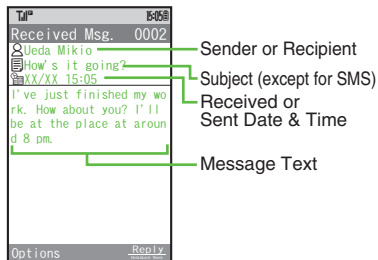 15:05
Received Msg. 0002
Ueda Mikio
How's it going?
XX/XX 15:05
I've just finished my wo
rk. How about you? I'll
be at the place at aroun
d 8 pm.
Options Reply
Sender or Recipient
Subject (except for SMS)
Received or
Sent Date & Time
Message Text